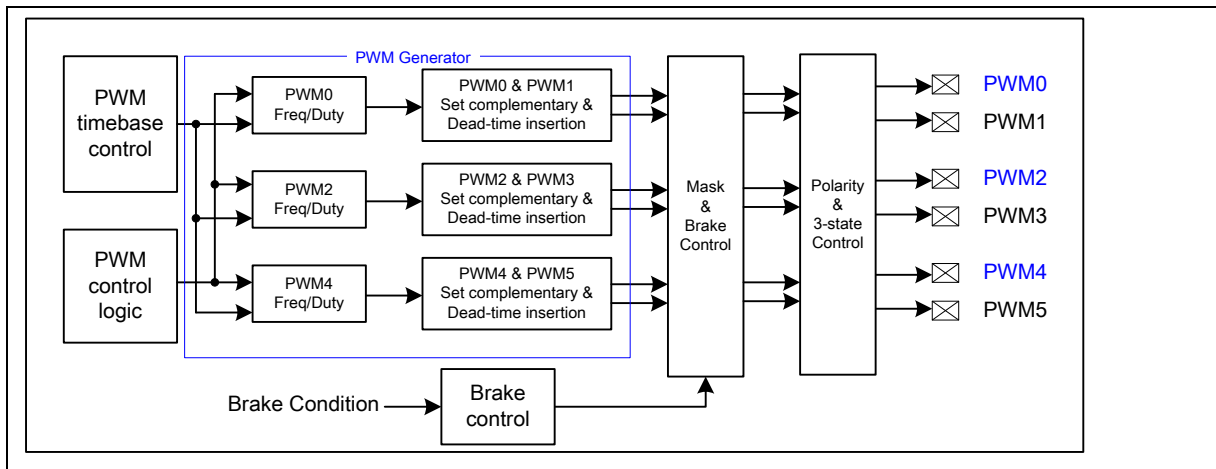 PWM Generator
PWM
timebase
control
PWM
control
logic
PWM0
Freq/Duty
PWM0 & PWM1
Set complementary &
Dead-time insertion
PWM2
Freq/Duty
PWM2 & PWM3
Set complementary &
Dead-time insertion
PWM4
Freq/Duty
PWM4 & PWM5
Set complementary &
Dead-time insertion
Mask
&
Brake
Control
Polarity
&
3-state
Control
PWM0
PWM1
PWM2
PWM3
PWM4
PWM5
Brake Condition
Brake
control